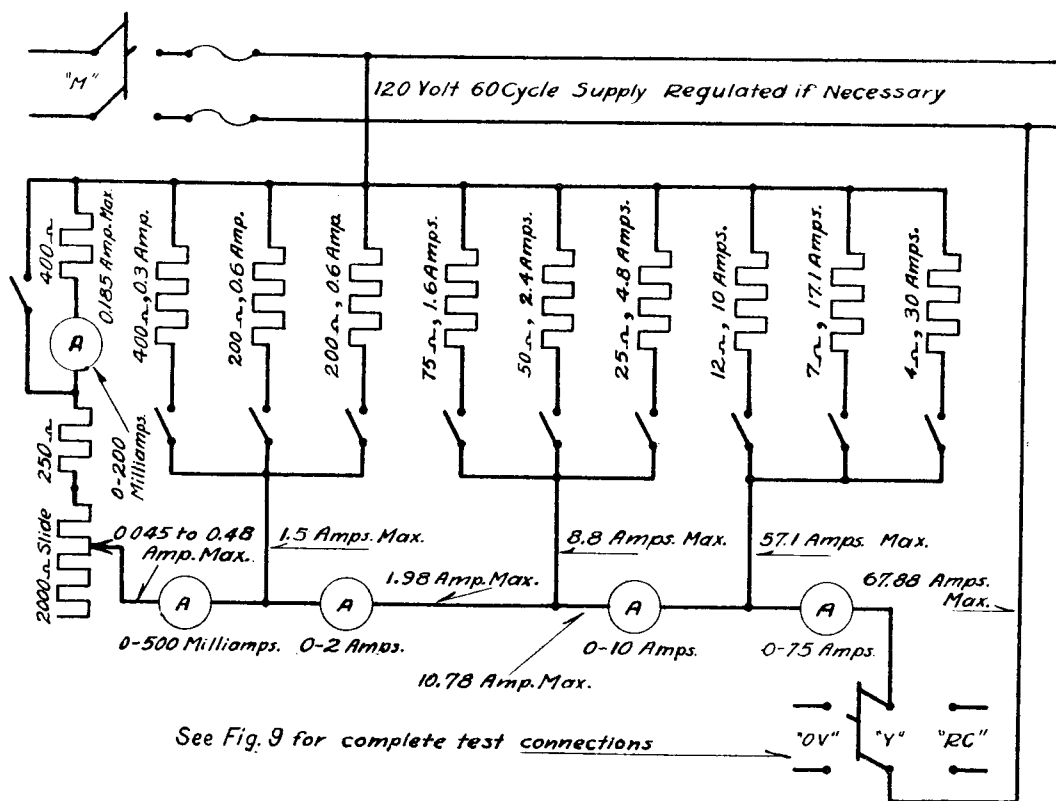 "M"
120 Volt 60 Cycle Supply Regulated if Necessary
400Ω
0.185 Amp. Max.
400Ω, 0.3 Amp.
200Ω, 0.6 Amp.
200Ω, 0.6 Amp
75Ω, 1.6 Amps.
50Ω, 2.4 Amps.
25Ω, 4.8 Amps.
12Ω, 10 Amps.
7Ω, 17.1 Amps.
4Ω, 30 Amps.
A
0-200
Milliamps.
250Ω
2000Ω Slide
0.045 to 0.48
Amp. Max.
1.5 Amps. Max.
8.8 Amps. Max.
57.1 Amps. Max.
1.98 Amp. Max.
67.88 Amps.
Max.
A
A
A
A
0-500 Milliamps.
0-2 Amps.
0-10 Amps.
0-75 Amps.
10.78 Amp. Max.
See Fig. 9 for complete test connections
"OV"
"Y"
"RC"